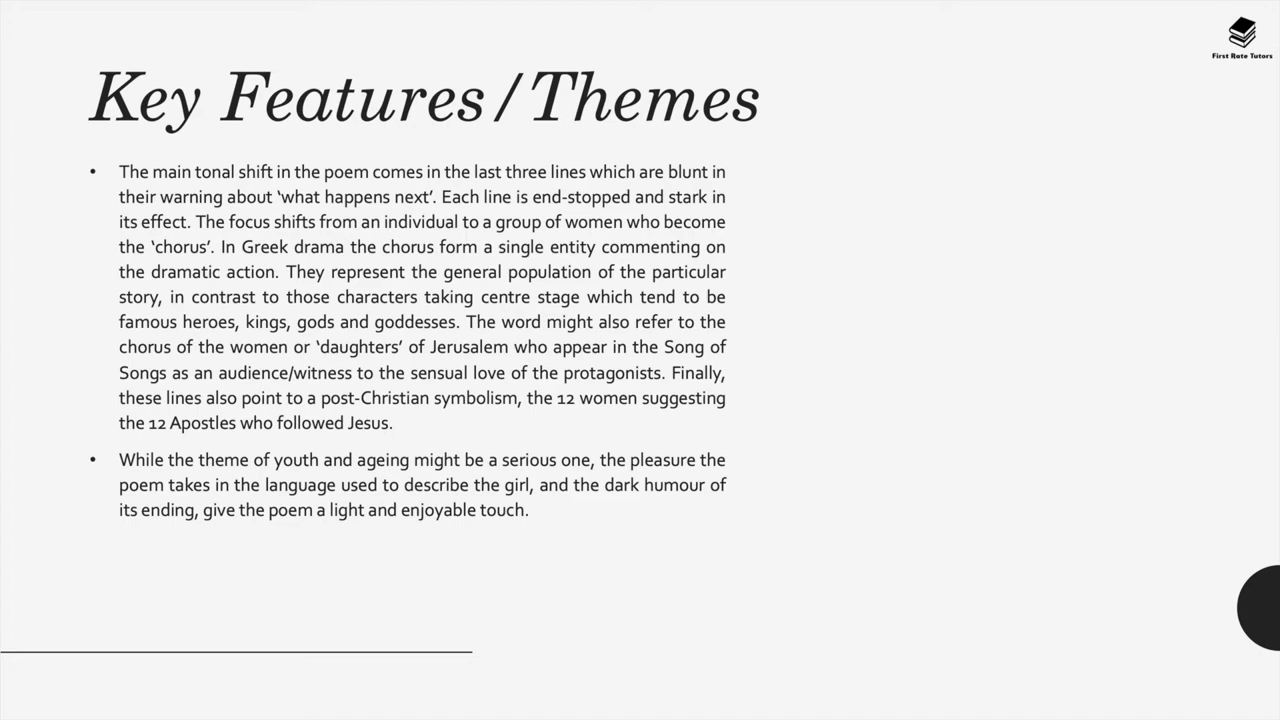 First Rate Tutors
Key Features/Themes
• The main tonal shift in the poem comes in the last three lines which are blunt in
their warning about ‘what happens next’. Each line is end-stopped and stark in
its effect. The focus shifts from an individual to a group of women who become
the ‘chorus’. In Greek drama the chorus form a single entity commenting on
the dramatic action. They represent the general population of the particular
story, in contrast to those characters taking centre stage which tend to be
famous heroes, kings, gods and goddesses. The word might also refer to the
chorus of the women or ‘daughters’ of Jerusalem who appear in the Song of
Songs as an audience/witness to the sensual love of the protagonists. Finally,
these lines also point to a post-Christian symbolism, the 12 women suggesting
the 12 Apostles who followed Jesus.
• While the theme of youth and ageing might be a serious one, the pleasure the
poem takes in the language used to describe the girl, and the dark humour of
its ending, give the poem a light and enjoyable touch.